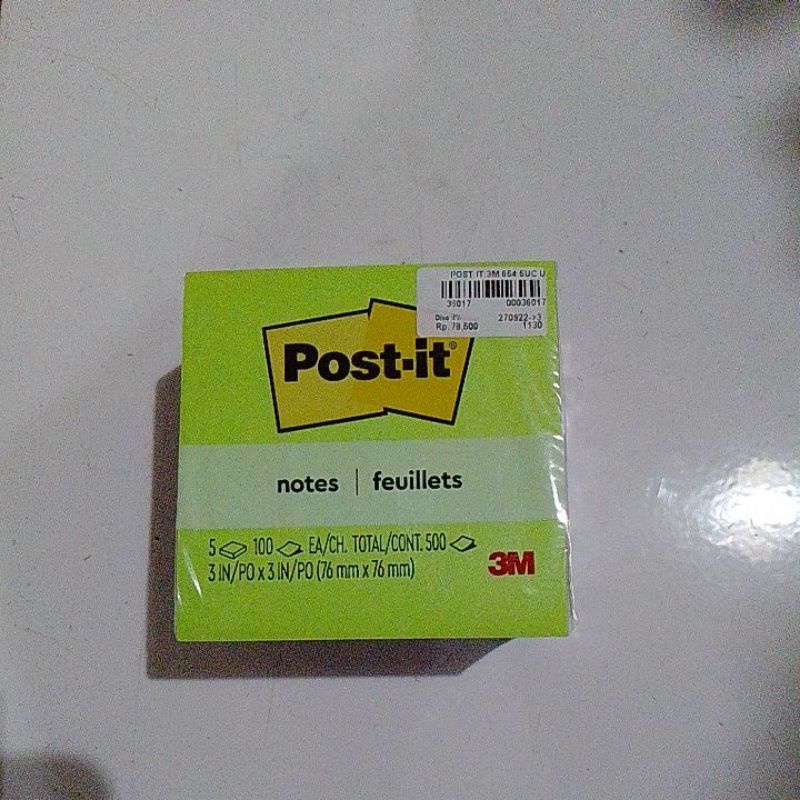 POST IT 3M 654 5UC U
36017 00036017
270922->3
Rp. 78,600 1130
Post-it®
notes | feuillets
5 100 EA/CH. TOTAL/CONT. 500
3 IN/PO x 3 IN/PO (76 mm x 76 mm)
3M